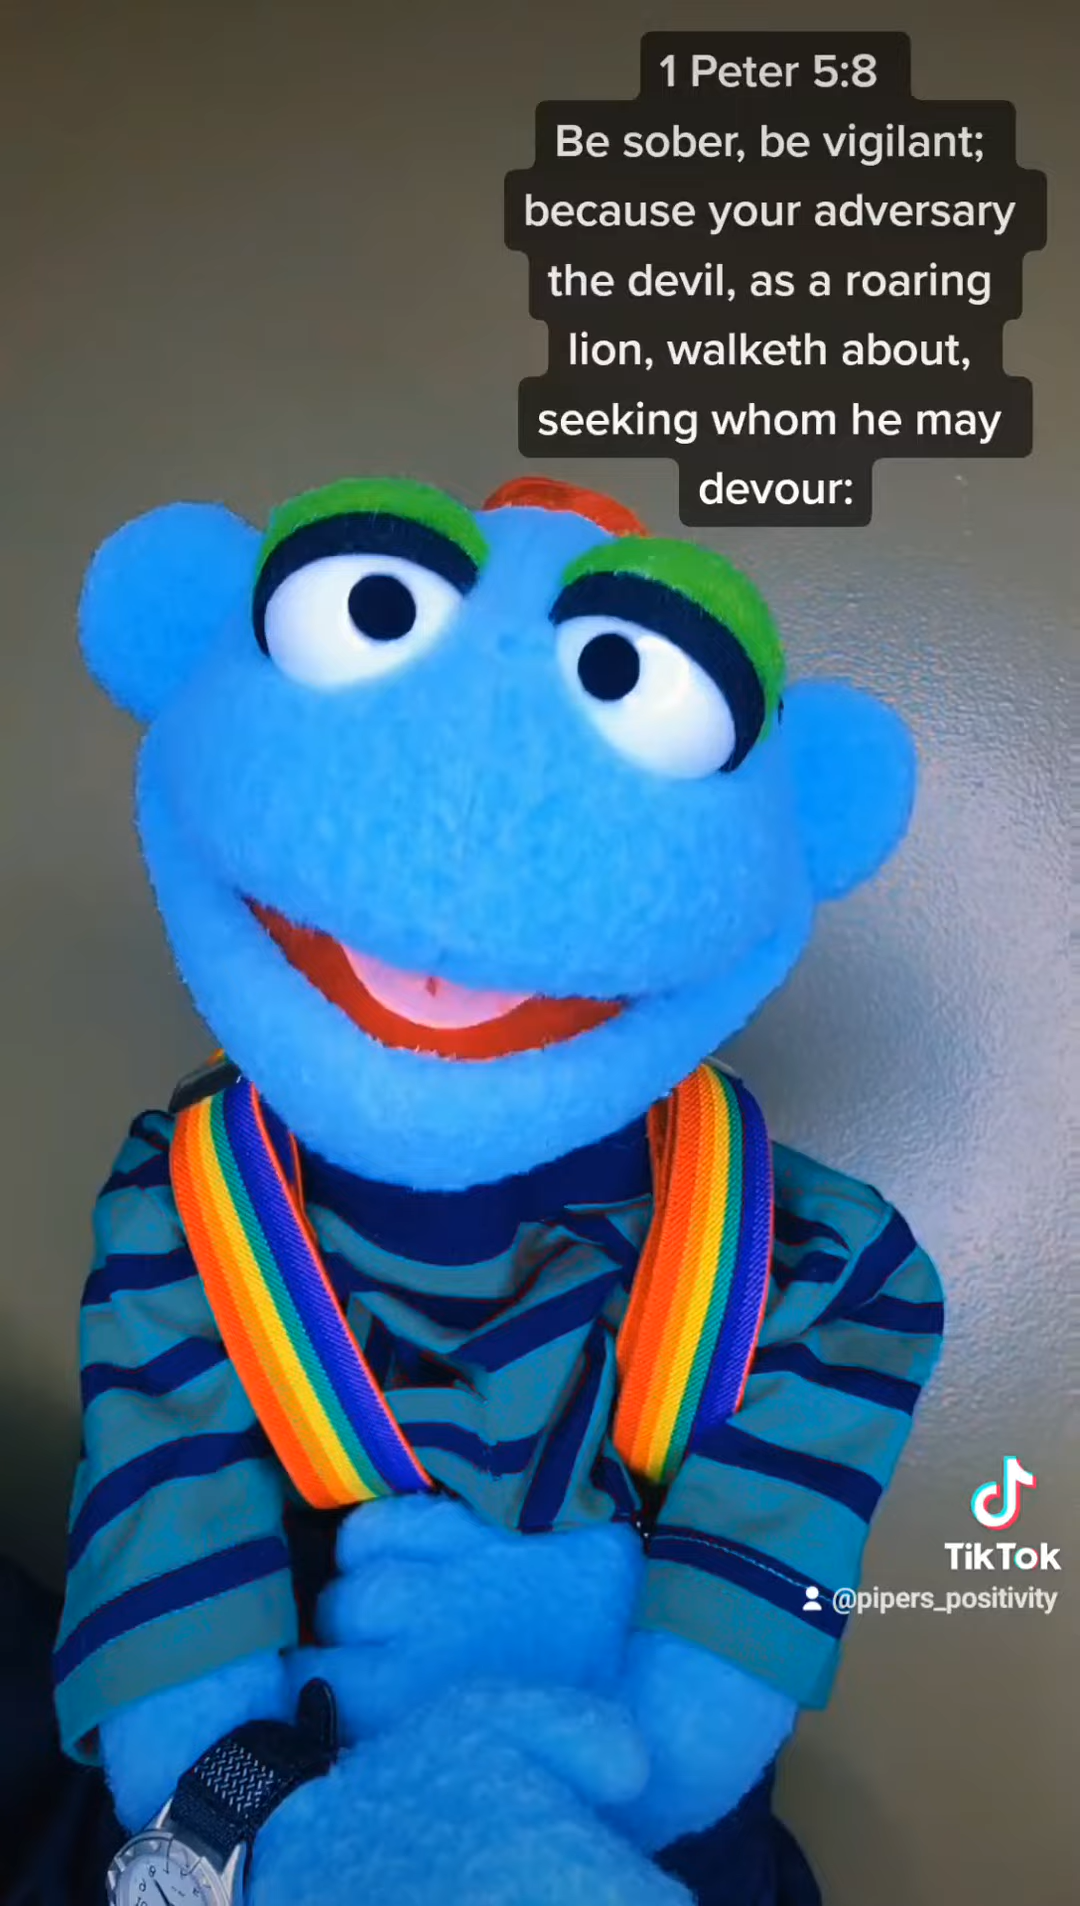 1 Peter 5:8
Be sober, be vigilant;
because your adversary
the devil, as a roaring
lion, walketh about,
seeking whom he may
devour:
TikTok
@pipers_positivity